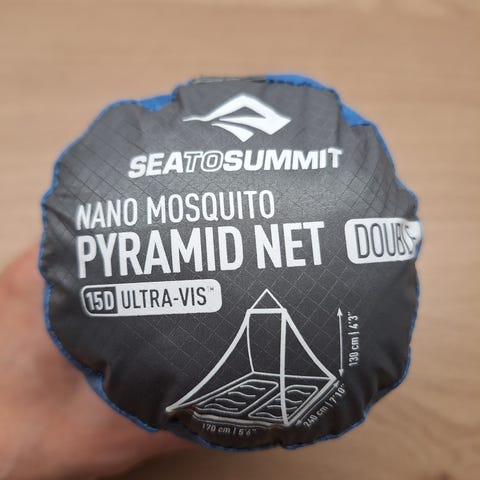 SEATOSUMMIT
NANO MOSQUITO
PYRAMID NET DOUBLE
15D ULTRA-VIS™
130 cm | 4'3"
240 cm | 7'10"
170 cm | 5'6"